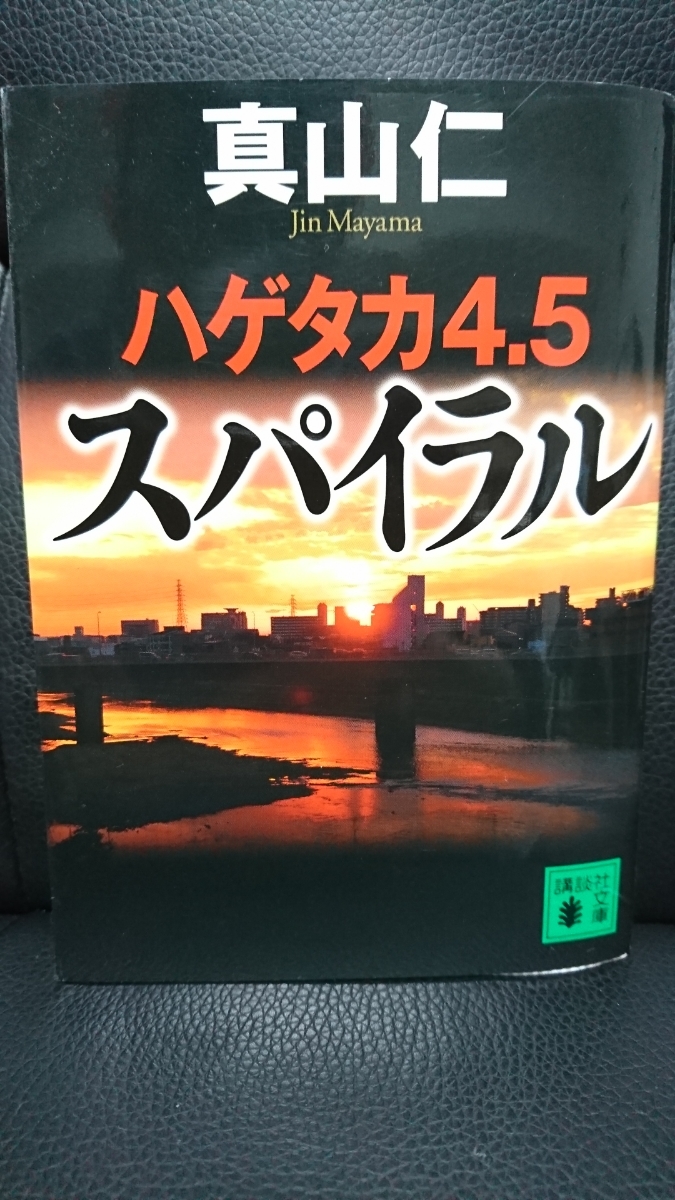 真山仁
Jin Mayama
ハゲタカ4.5
スパイラル
講談社
文庫